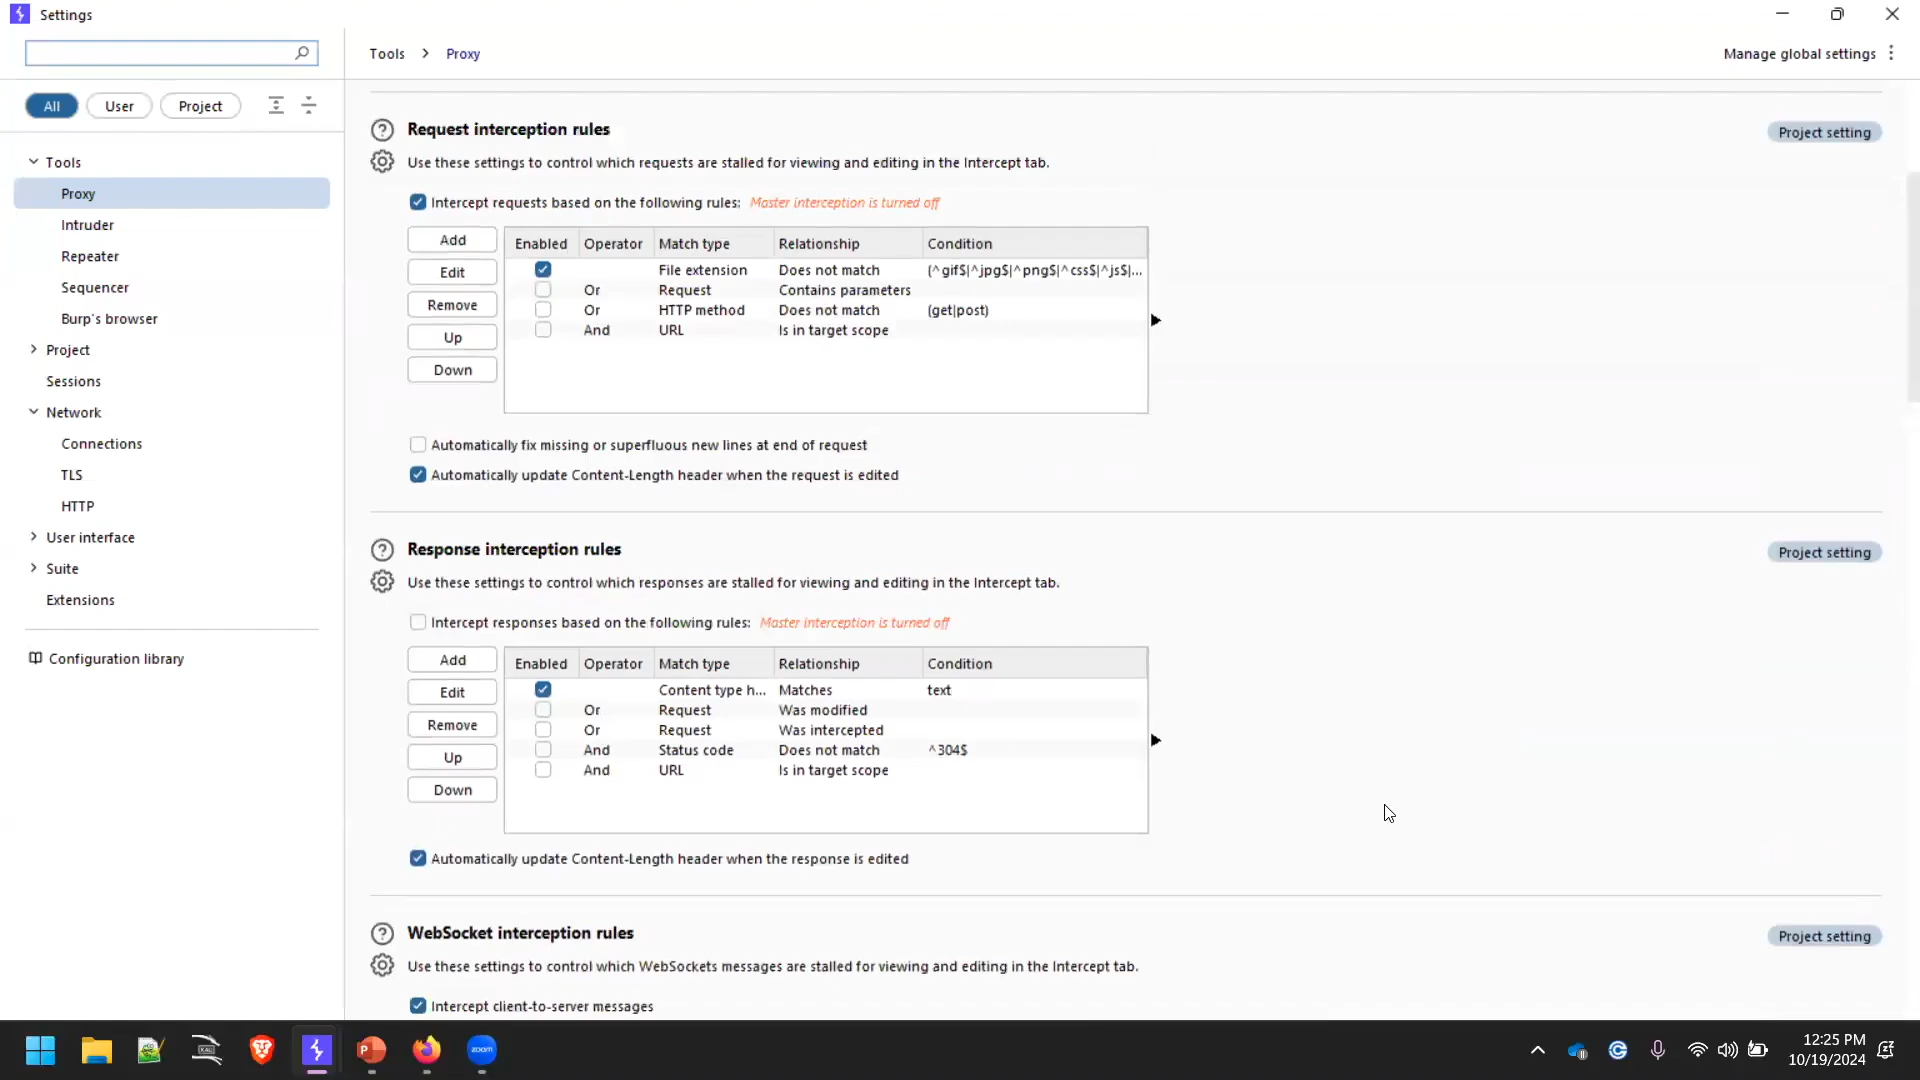 Settings
Tools > Proxy
Manage global settings
All
User
Project
Tools
Proxy
Intruder
Repeater
Sequencer
Burp's browser
Project
Sessions
Network
Connections
TLS
HTTP
User interface
Suite
Extensions
Configuration library
Request interception rules
Project setting
Use these settings to control which requests are stalled for viewing and editing in the Intercept tab.
Intercept requests based on the following rules: Master interception is turned off
Add
Edit
Remove
Up
Down
Enabled Operator Match type Relationship Condition
File extension Does not match (^gif$|^jpg$|^png$|^css$|^js$|...
Or Request Contains parameters
Or HTTP method Does not match (get|post)
And URL Is in target scope
Automatically fix missing or superfluous new lines at end of request
Automatically update Content-Length header when the request is edited
Response interception rules
Project setting
Use these settings to control which responses are stalled for viewing and editing in the Intercept tab.
Intercept responses based on the following rules: Master interception is turned off
Add
Edit
Remove
Up
Down
Enabled Operator Match type Relationship Condition
Content type h... Matches text
Or Request Was modified
Or Request Was intercepted
And Status code Does not match ^304$
And URL Is in target scope
Automatically update Content-Length header when the response is edited
WebSocket interception rules
Project setting
Use these settings to control which WebSockets messages are stalled for viewing and editing in the Intercept tab.
Intercept client-to-server messages
zoom
12:25 PM
10/19/2024